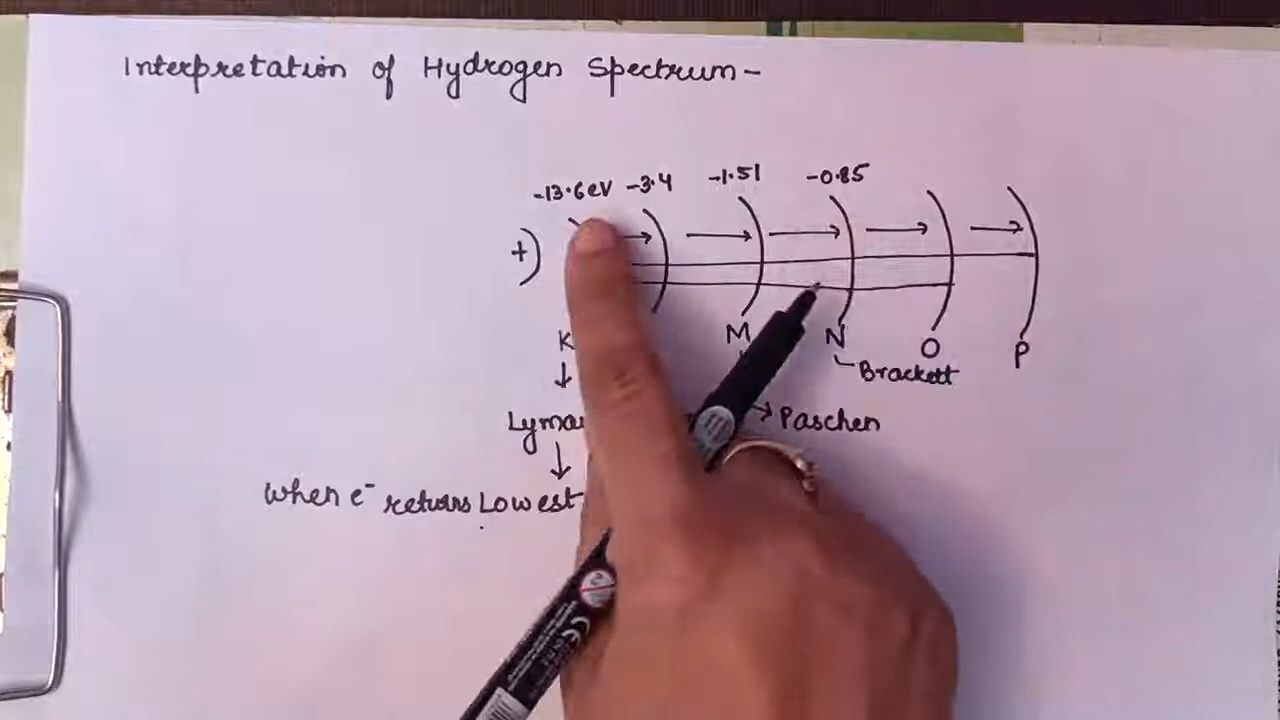 Interpretation of Hydrogen Spectrum-
-13.6eV -3.4 -1.51 -0.85
+
K M N O P
Brackett
Paschen
when e⁻ returns Lowest